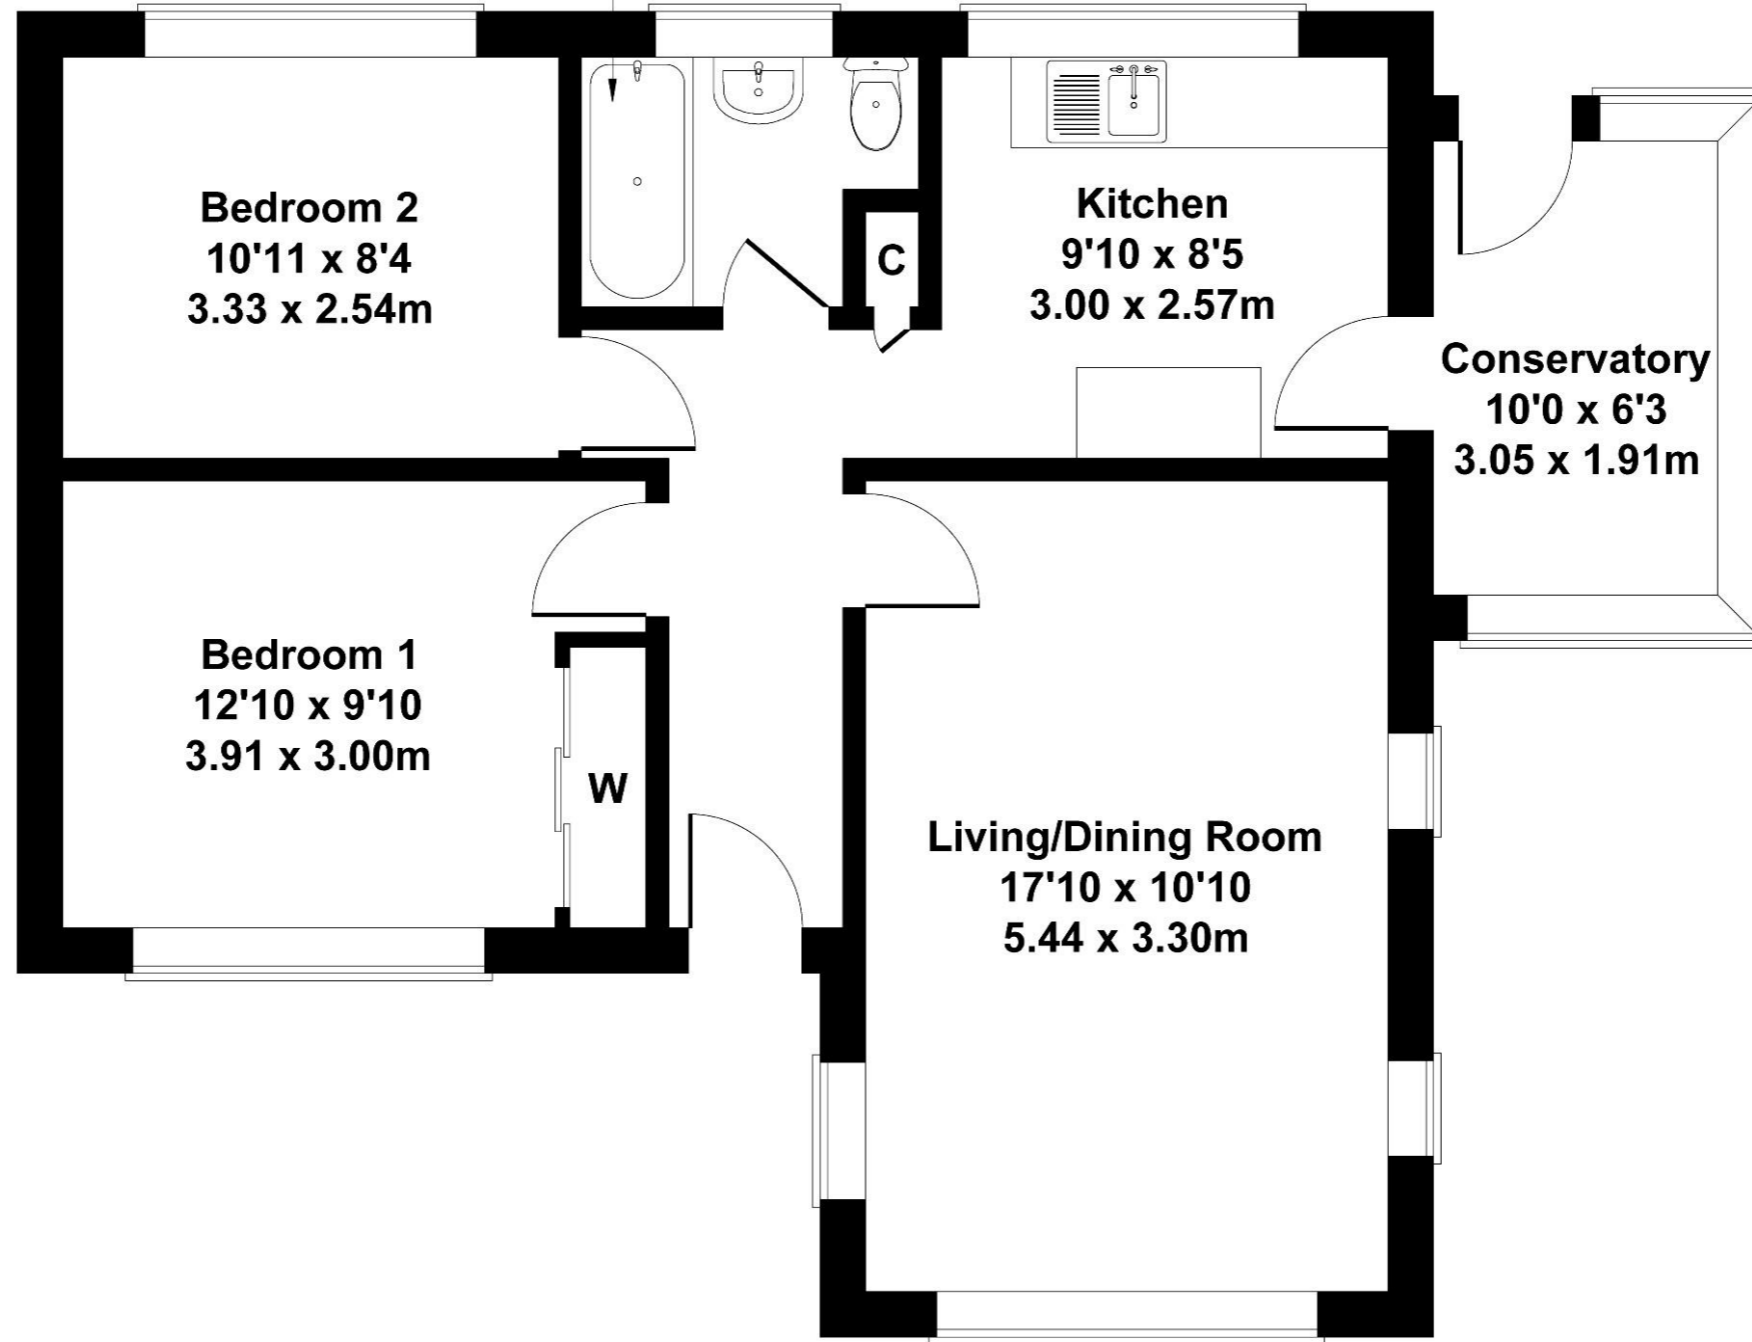 Bedroom 2
10'11 x 8'4
3.33 x 2.54m
C
Kitchen
9'10 x 8'5
3.00 x 2.57m
Conservatory
10'0 x 6'3
3.05 x 1.91m
Bedroom 1
12'10 x 9'10
3.91 x 3.00m
W
Living/Dining Room
17'10 x 10'10
5.44 x 3.30m